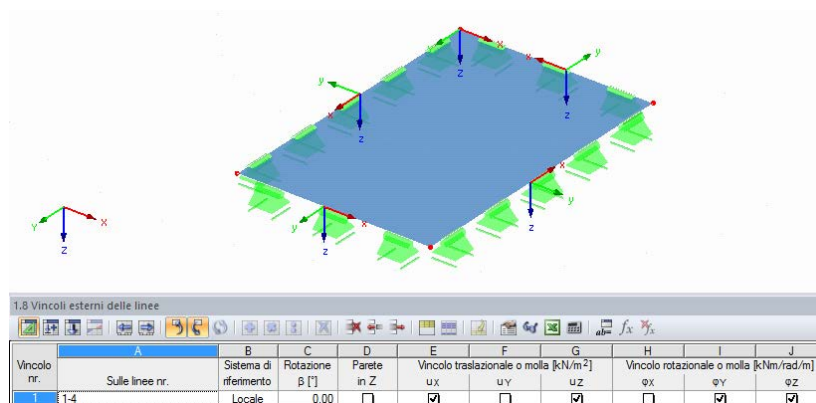 Y X Z
x y
x y z
z
x
y
x y z
z
Y X Z
1.8 Vincoli esterni delle linee
A B C D E F G H I J
Vincolo Sistema di Rotazione Parete Vincolo traslazionale o molla [kN/m²] Vincolo rotazionale o molla [kNm/rad/m]
nr. Sulle linee nr. riferimento β [°] in Z uX uY uZ φX φY φZ
1 1-4 Locale 0.00